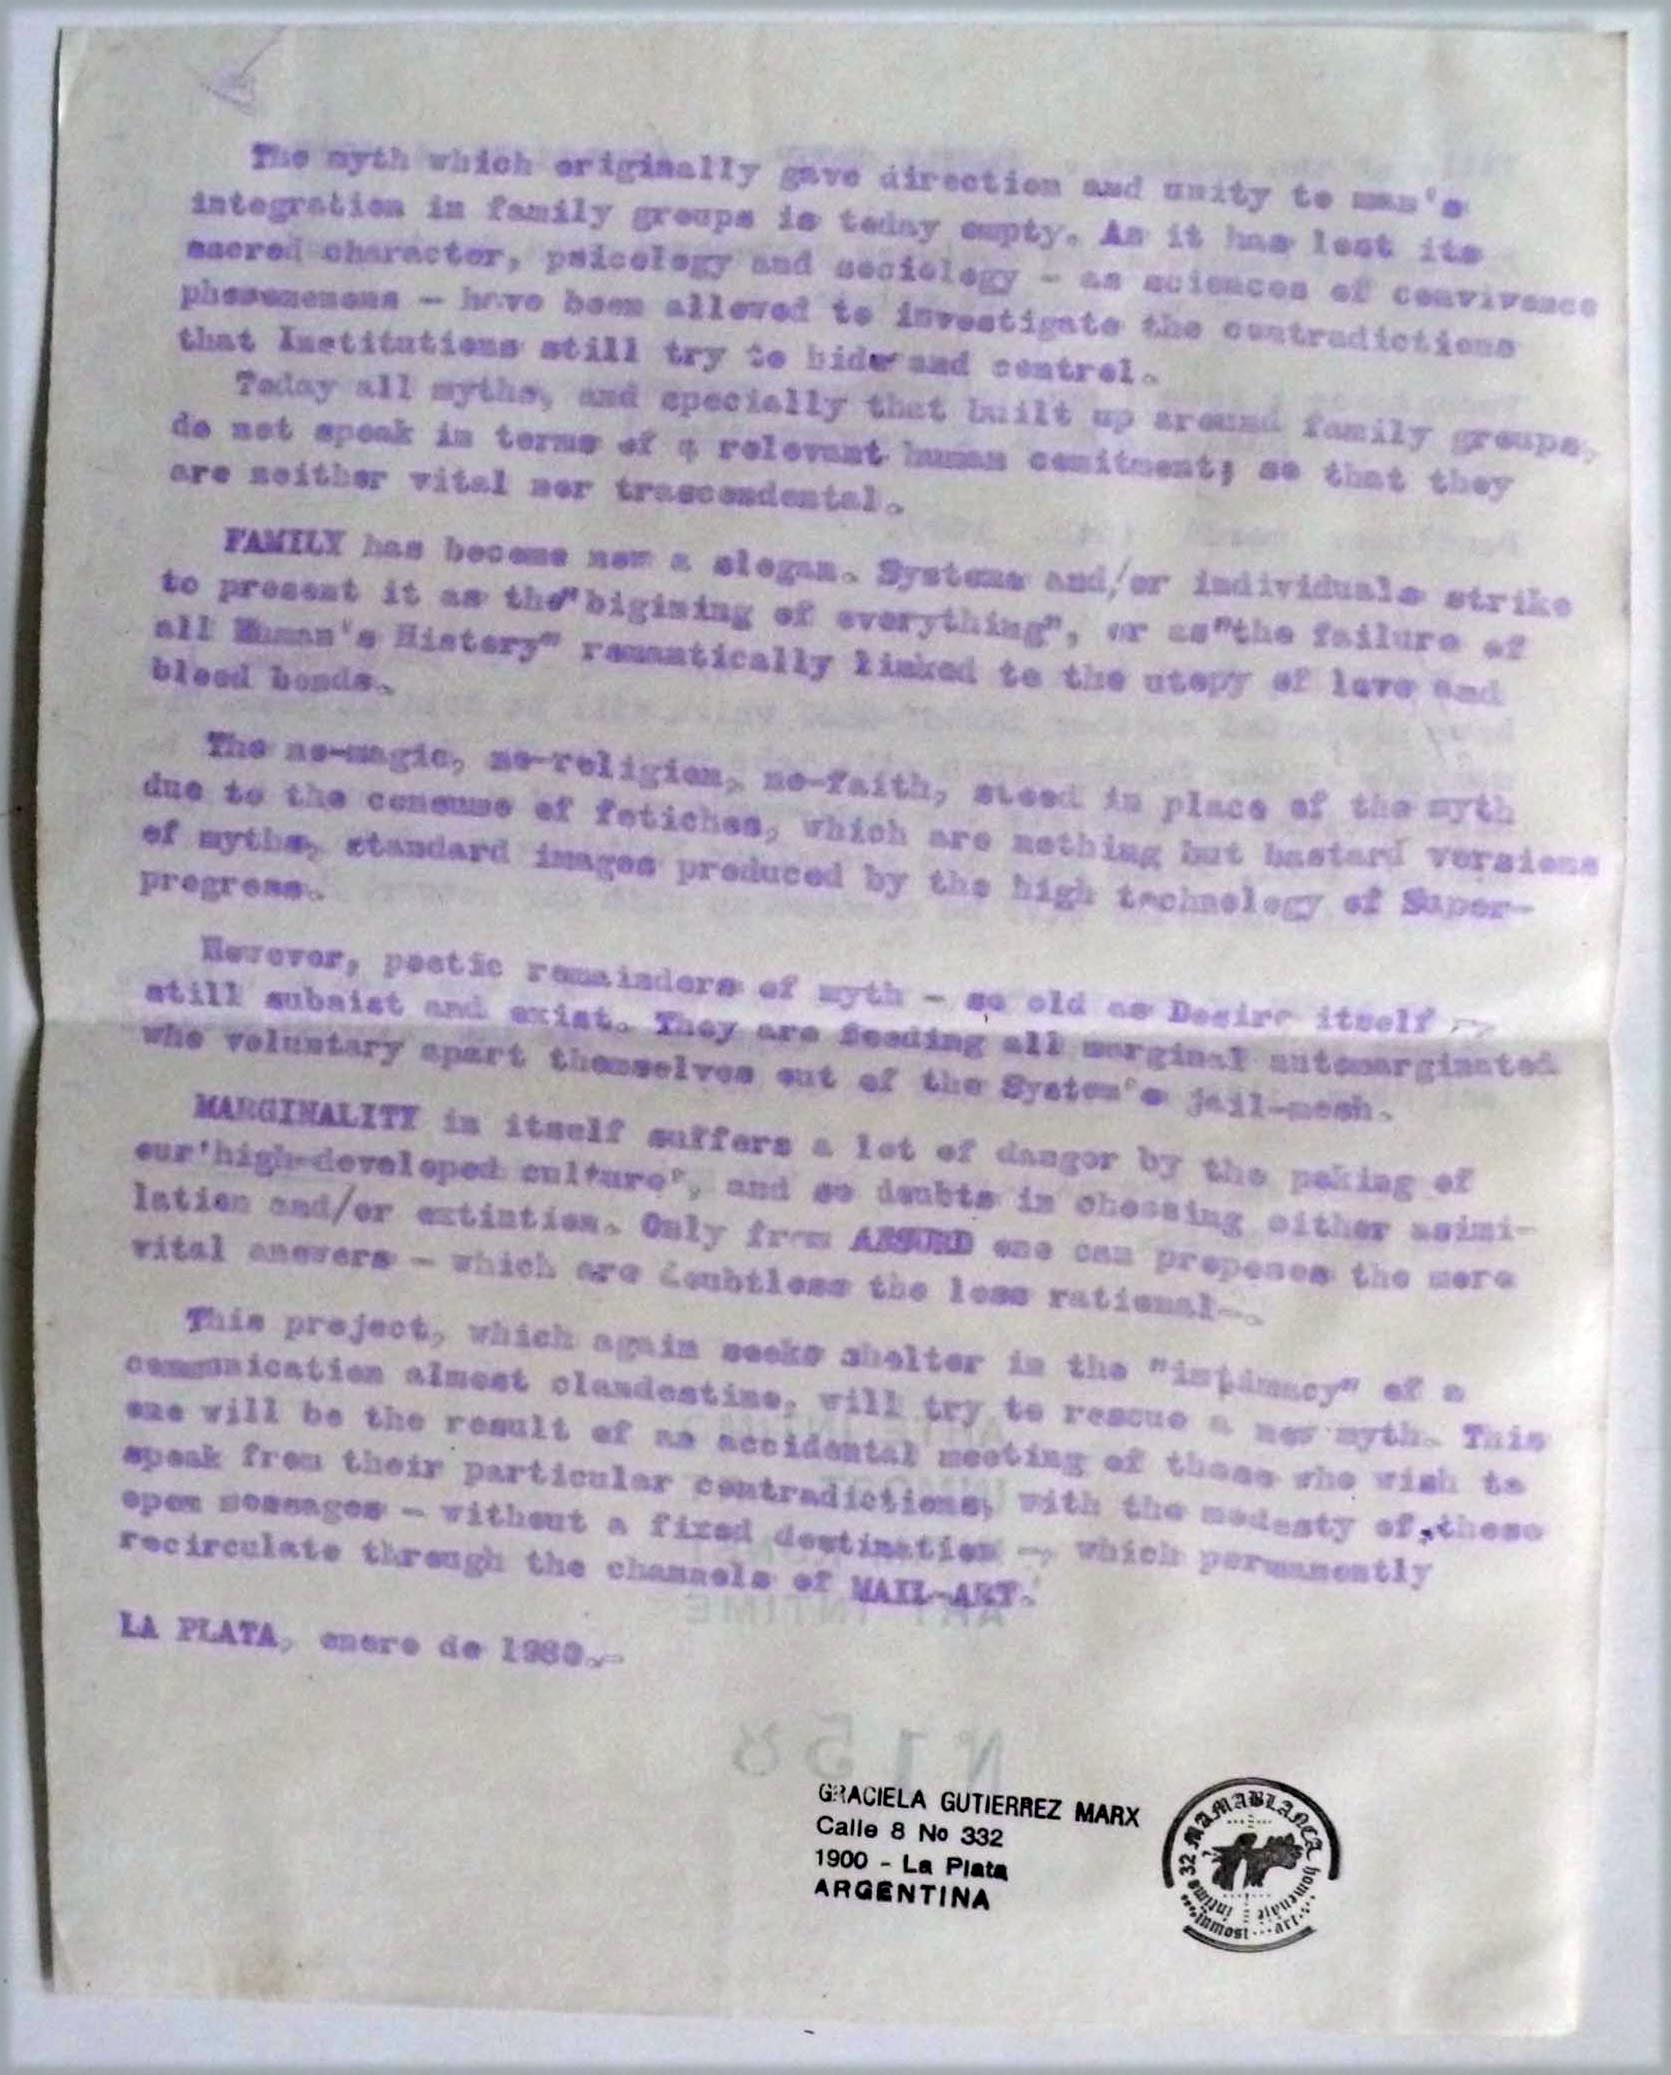 The myth which originally gave direction and unity to man's
integration in family groups is today empty. As it has lost its
sacred character, psicology and sociology - as sciences of convivence
phenomenons - have been allowed to investigate the contradictions
that Institutions still try to hide and control.
Today all myths, and specially that built up around family groups,
do not speak in terms of a relevant human comitment; so that they
are neither vital nor trascendental.
FAMILY has become now a slogan. Systems and/or individuals strike
to present it as the "bigining of everything", or as "the failure of
all Human's History" romantically linked to the utopy of love and
blood bonds.
The no-magic, no-religion, no-faith, stood in place of the myth
due to the consume of fetiches, which are nothing but bastard versions
of myths, standard images produced by the high technology of Super-
progress.
However, poetic remainders of myth - so old as Desire itself -
still subsist and exist. They are feeding all marginal automarginated
who voluntary apart themselves out of the System's jail-mesh.
MARGINALITY in itself suffers a lot of danger by the poking of
our 'high-developed culture', and so doubts in choosing either asimi-
lation and/or extintion. Only from ABSURD one can proposes the more
vital answers - which are doubtless the less rational-.
This project, which again seeks shelter in the "intimacy" of a
communication almost clandestine, will try to rescue a new myth. This
one will be the result of an accidental meeting of those who wish to
speak from their particular contradictions, with the modesty of these
open messages - without a fixed destination -, which permanently
recirculate through the channels of MAIL-ART.
LA PLATA, enero de 1980.-
Nº158
GRACIELA GUTIERREZ MARX
Calle 8 No 332
1900 - La Plata
ARGENTINA
32 MAMABLANCA homenaje
intimo
inmost art
ART INTIME